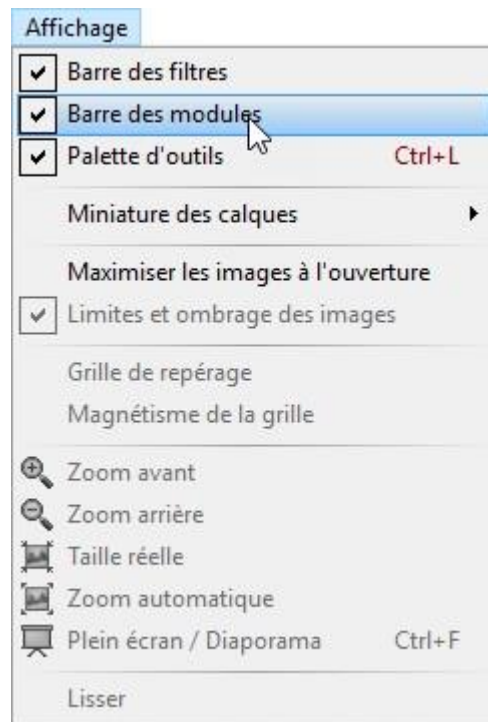 Affichage
Barre des filtres
Barre des modules
Palette d'outils Ctrl+L
Miniature des calques
Maximiser les images à l'ouverture
Limites et ombrage des images
Grille de repérage
Magnétisme de la grille
Zoom avant
Zoom arrière
Taille réelle
Zoom automatique
Plein écran / Diaporama Ctrl+F
Lisser